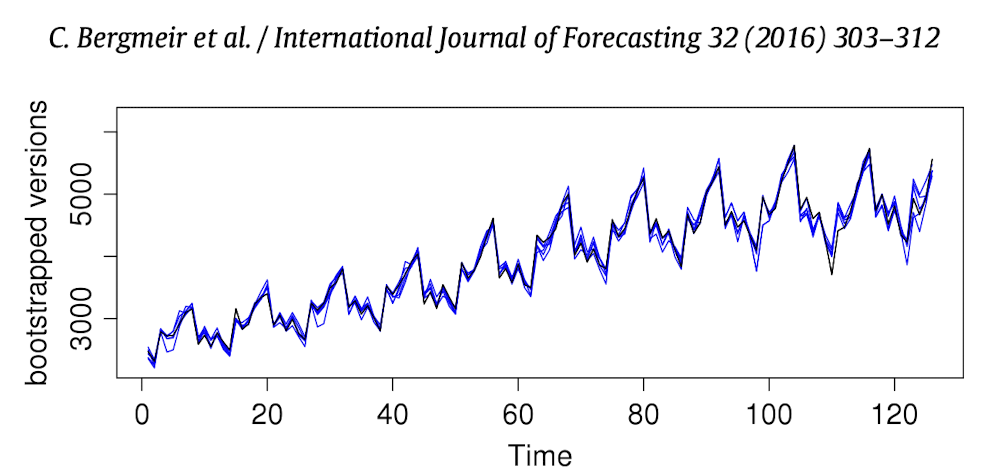 C. Bergmeir et al. / International Journal of Forecasting 32 (2016) 303–312
bootstrapped versions
5000
3000
0 20 40 60 80 100 120
Time